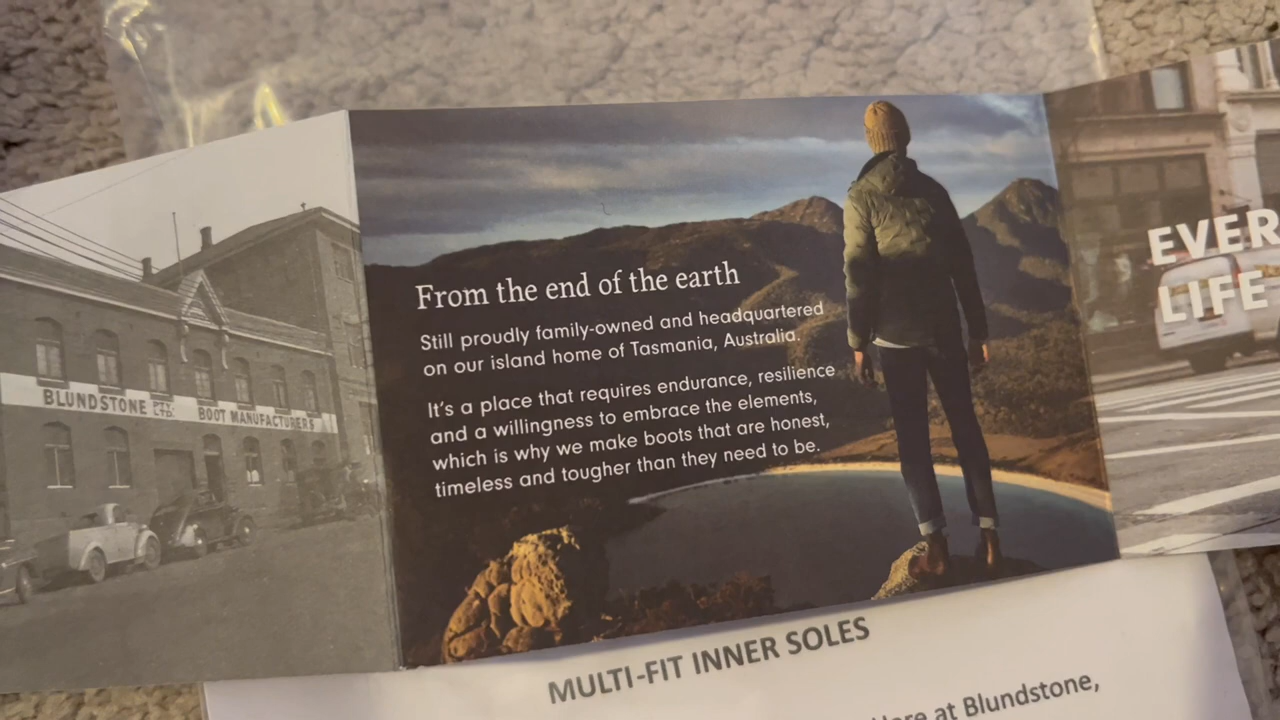 BLUNDSTONE PTY. LTD. BOOT MANUFACTURERS
From the end of the earth
Still proudly family-owned and headquartered
on our island home of Tasmania, Australia.
It's a place that requires endurance, resilience
and a willingness to embrace the elements,
which is why we make boots that are honest,
timeless and tougher than they need to be.
EVER
LIFE
MULTI-FIT INNER SOLES
at Blundstone,